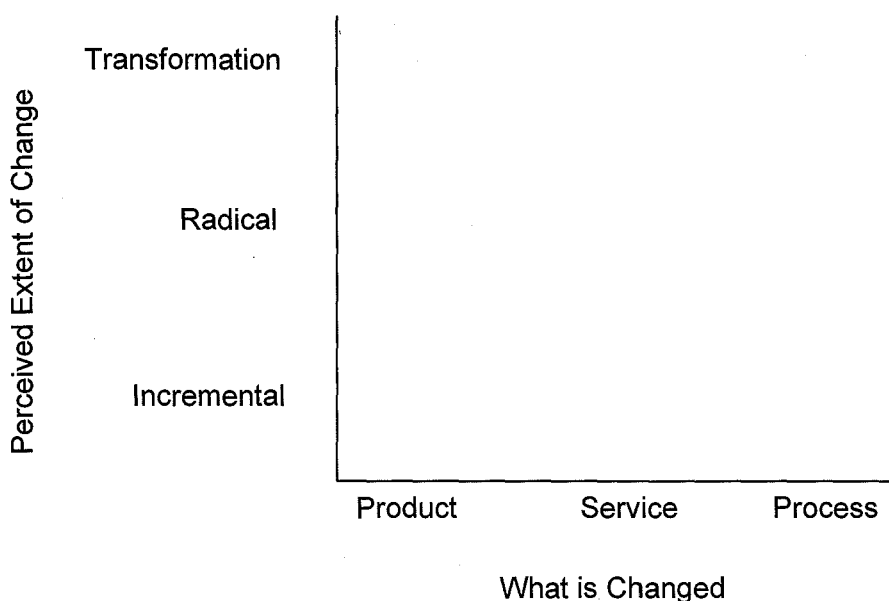 Perceived Extent of Change
Transformation
Radical
Incremental
Product Service Process
What is Changed